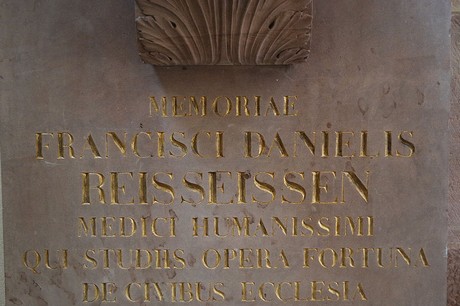 MEMORIAE
FRANCISCI DANIELIS
REISSEISSEN
MEDICI HUMANISSIMI
QUI STUDIIS OPERA FORTUNA
DE CIVIBUS ECCLESIA